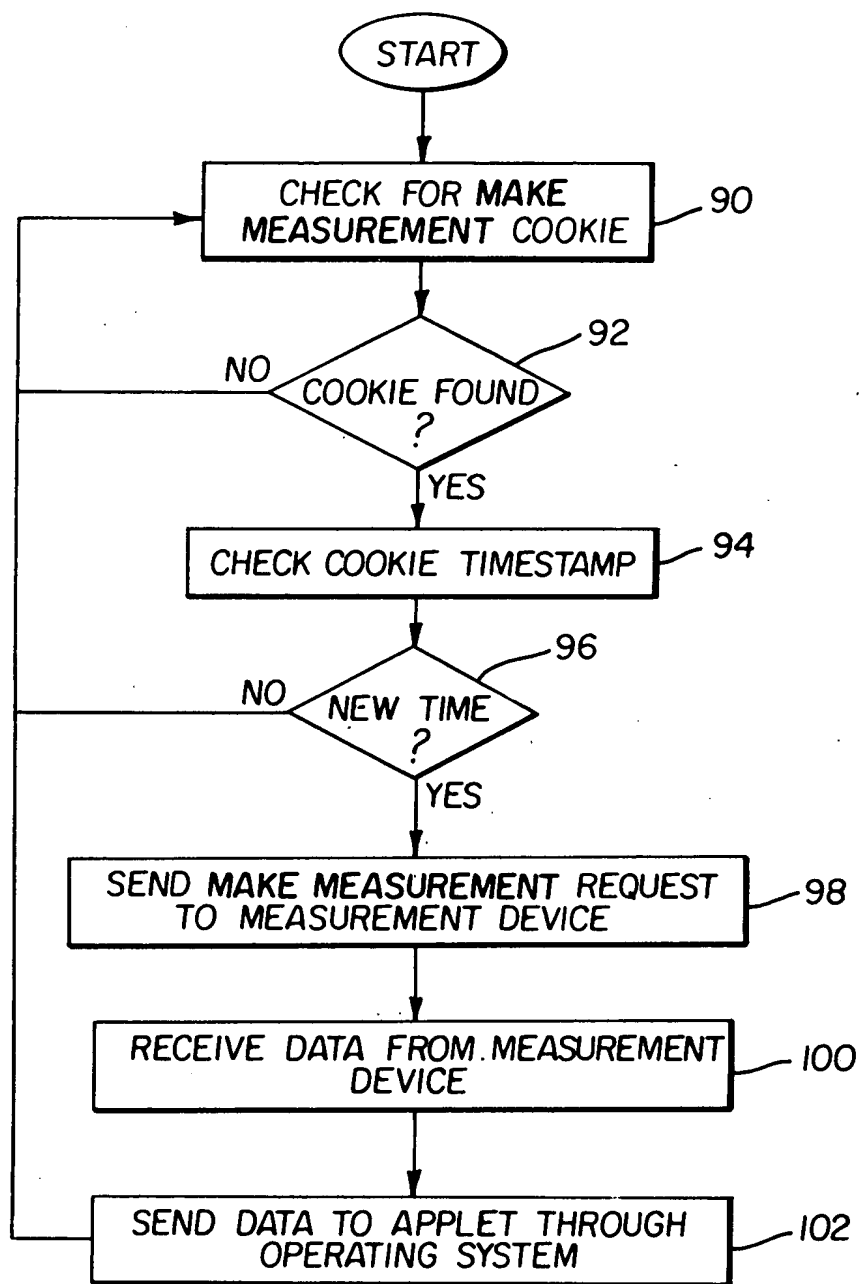 START
CHECK FOR MAKE
MEASUREMENT COOKIE
90
92
NO
COOKIE FOUND
?
YES
CHECK COOKIE TIMESTAMP
94
96
NO
NEW TIME
?
YES
SEND MAKE MEASUREMENT REQUEST
TO MEASUREMENT DEVICE
98
RECEIVE DATA FROM MEASUREMENT
DEVICE
100
SEND DATA TO APPLET THROUGH
OPERATING SYSTEM
102